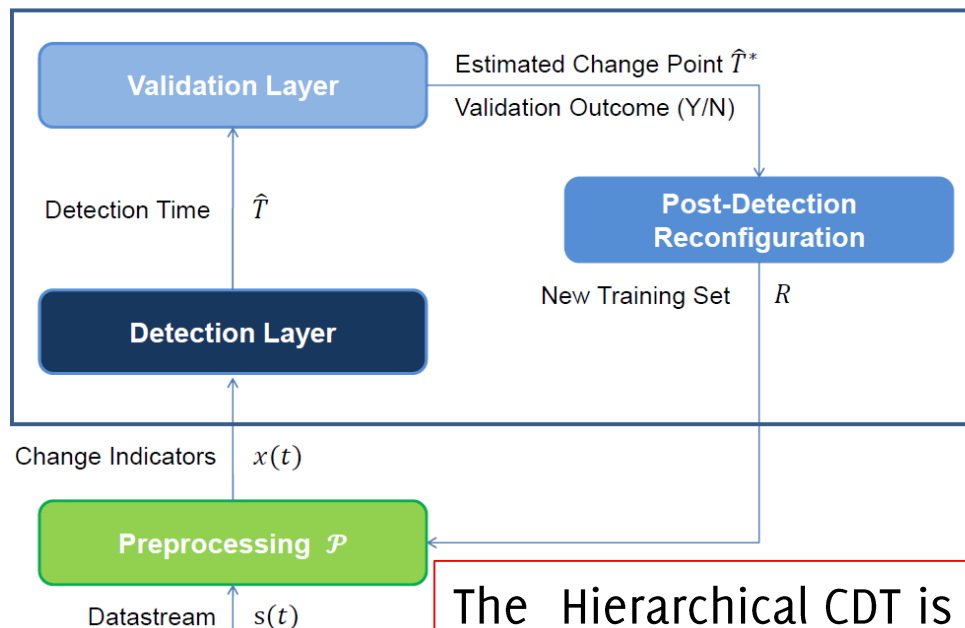 Validation Layer
Estimated Change Point T̂*
Validation Outcome (Y/N)
Detection Time T̂
Post-Detection
Reconfiguration
New Training Set R
Detection Layer
Change Indicators x(t)
Preprocessing 𝒫
Datastream s(t)
The Hierarchical CDT is